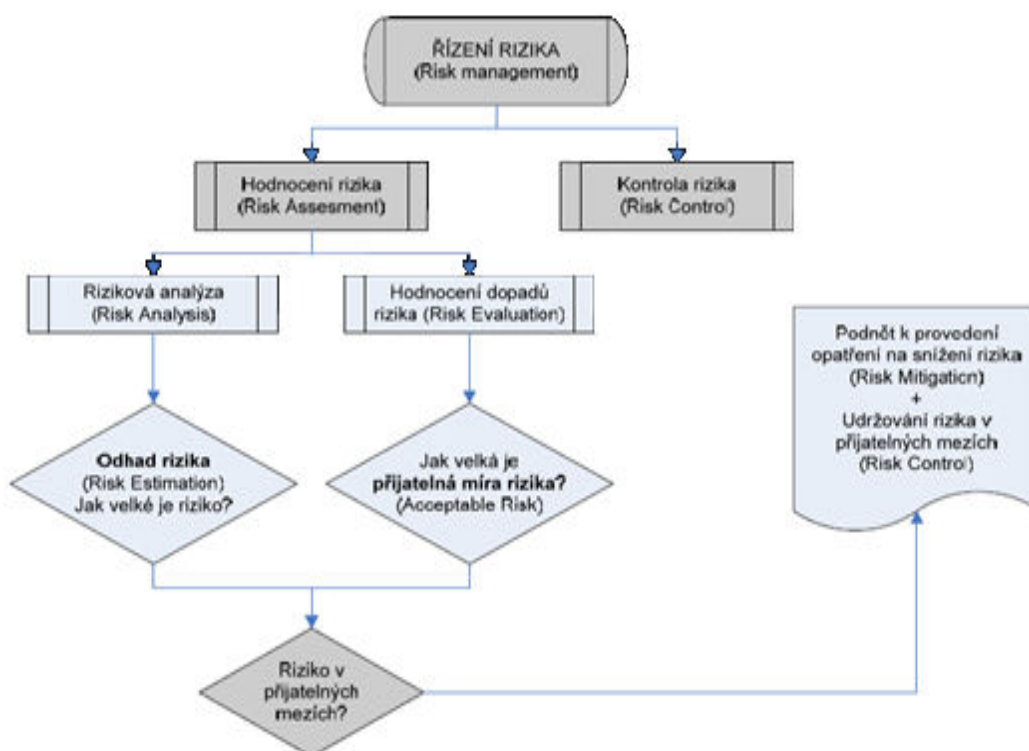 ŘÍZENÍ RIZIKA
(Risk management)
Hodnocení rizika
(Risk Assesment)
Kontrola rizika
(Risk Control)
Riziková analýza
(Risk Analysis)
Hodnocení dopadů
rizika (Risk Evaluation)
Podnět k provedení
opatření na snížení rizika
(Risk Mitigation)
+
Udržování rizika v
přijatelných mezích
(Risk Control)
Odhad rizika
(Risk Estimation)
Jak velké je riziko?
Jak velká je
přijatelná míra rizika?
(Acceptable Risk)
Riziko v
přijatelných
mezích?